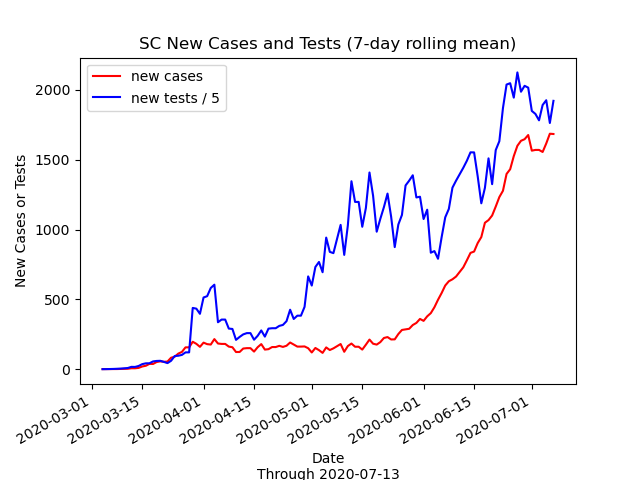 SC New Cases and Tests (7-day rolling mean)
new cases
new tests / 5
2000
1500
1000
500
0
New Cases or Tests
2020-03-01
2020-03-15
2020-04-01
2020-04-15
2020-05-01
2020-05-15
2020-06-01
2020-06-15
2020-07-01
Date
Through 2020-07-13